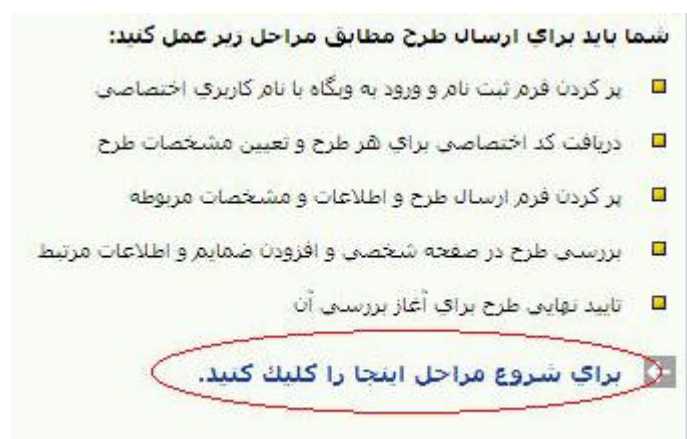 شما بايد براي ارسال طرح مطابق مراحل زير عمل كنيد:
پر كردن فرم ثبت نام و ورود به وبگاه با نام كاربري اختصاصي
دريافت كد اختصاصي براي هر طرح و تعيين مشخصات طرح
پر كردن فرم ارسال طرح و اطلاعات و مشخصات مربوطه
بررسي طرح در صفحه شخصي و افزودن ضمايم و اطلاعات مرتبط
تاييد نهايي طرح براي آغاز بررسي آن
براي شروع مراحل اينجا را كليك كنيد.